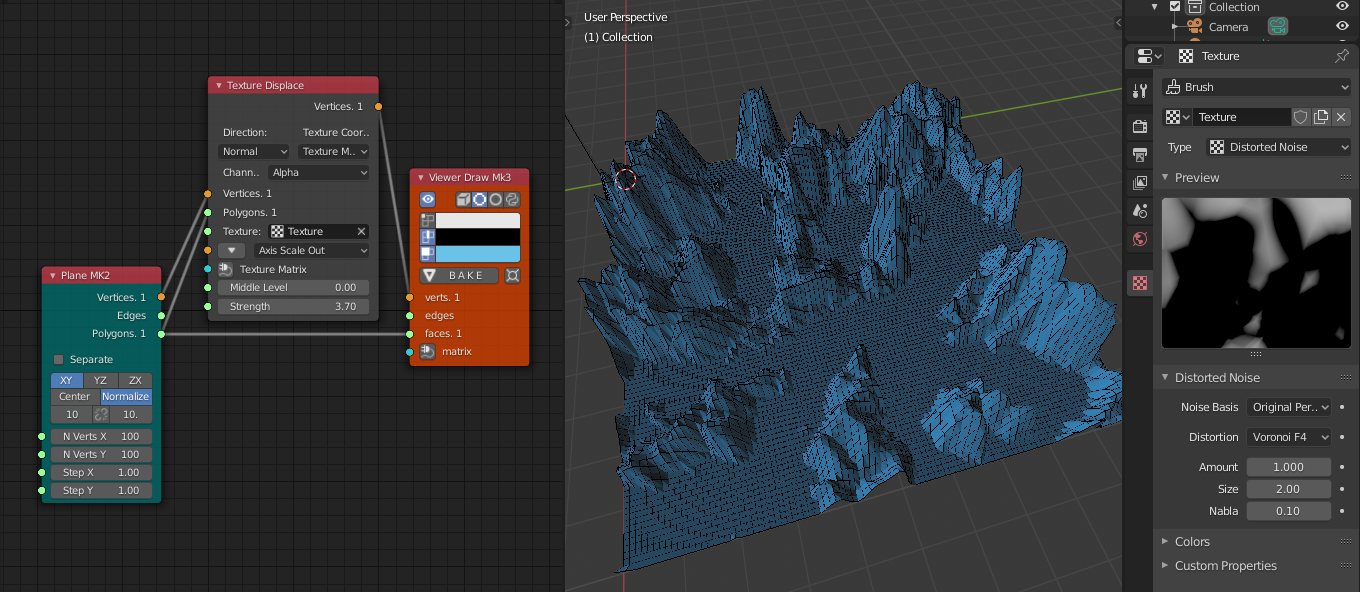 Texture Displace
Vertices. 1
Direction:
Texture Coor..
Normal
Texture M..
Chann..
Alpha
Vertices. 1
Polygons. 1
Texture:
Texture
Axis Scale Out
Texture Matrix
Middle Level
0.00
Strength
3.70
Plane MK2
Vertices. 1
Edges
Polygons. 1
Separate
XY
YZ
ZX
Center
Normalize
10
10.
N Verts X
100
N Verts Y
100
Step X
1.00
Step Y
1.00
Viewer Draw Mk3
BAKE
verts. 1
edges
faces. 1
matrix
User Perspective
(1) Collection
Collection
Camera
Texture
Brush
Texture
Type
Distorted Noise
Preview
Distorted Noise
Noise Basis
Original Per..
Distortion
Voronoi F4
Amount
1.000
Size
2.00
Nabla
0.10
Colors
Custom Properties